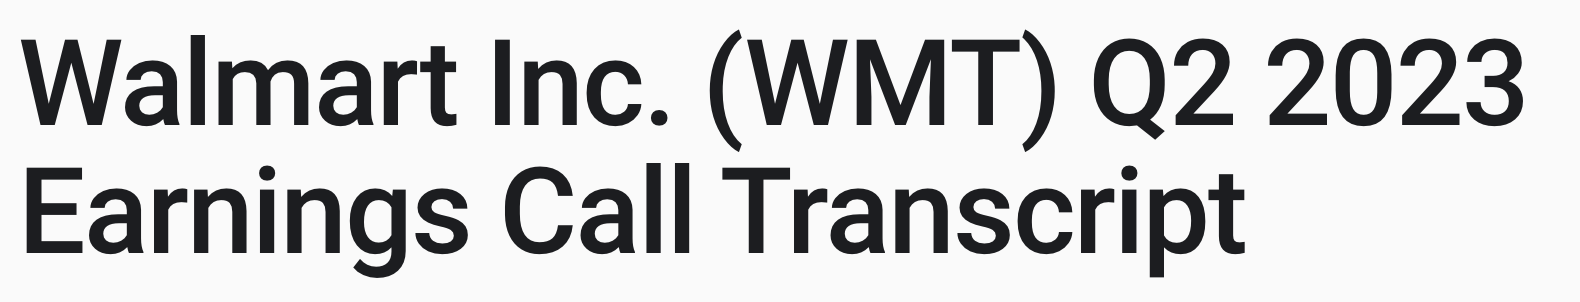 Walmart Inc. (WMT) Q2 2023
Earnings Call Transcript